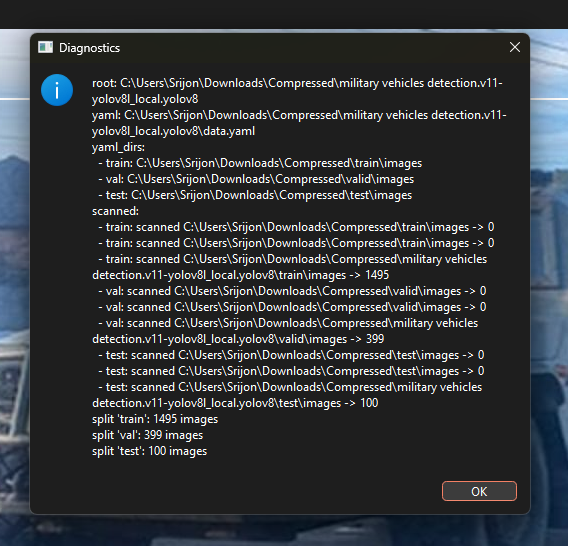 Diagnostics
root: C:\Users\Srijon\Downloads\Compressed\military vehicles detection.v11-
yolov8l_local.yolov8
yaml: C:\Users\Srijon\Downloads\Compressed\military vehicles detection.v11-
yolov8l_local.yolov8\data.yaml
yaml_dirs:
- train: C:\Users\Srijon\Downloads\Compressed\train\images
- val: C:\Users\Srijon\Downloads\Compressed\valid\images
- test: C:\Users\Srijon\Downloads\Compressed\test\images
scanned:
- train: scanned C:\Users\Srijon\Downloads\Compressed\train\images -> 0
- train: scanned C:\Users\Srijon\Downloads\Compressed\train\images -> 0
- train: scanned C:\Users\Srijon\Downloads\Compressed\military vehicles
detection.v11-yolov8l_local.yolov8\train\images -> 1495
- val: scanned C:\Users\Srijon\Downloads\Compressed\valid\images -> 0
- val: scanned C:\Users\Srijon\Downloads\Compressed\valid\images -> 0
- val: scanned C:\Users\Srijon\Downloads\Compressed\military vehicles
detection.v11-yolov8l_local.yolov8\valid\images -> 399
- test: scanned C:\Users\Srijon\Downloads\Compressed\test\images -> 0
- test: scanned C:\Users\Srijon\Downloads\Compressed\test\images -> 0
- test: scanned C:\Users\Srijon\Downloads\Compressed\military vehicles
detection.v11-yolov8l_local.yolov8\test\images -> 100
split 'train': 1495 images
split 'val': 399 images
split 'test': 100 images
OK